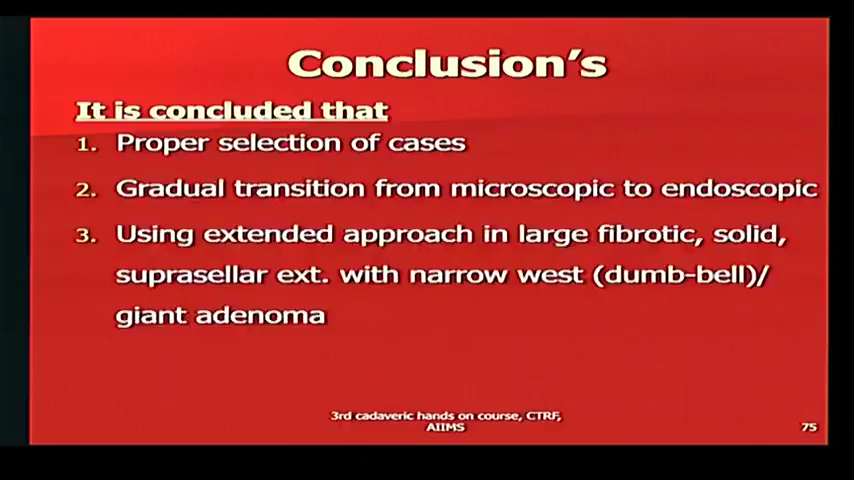 Conclusion's
It is concluded that
1. Proper selection of cases
2. Gradual transition from microscopic to endoscopic
3. Using extended approach in large fibrotic, solid,
suprasellar ext. with narrow west (dumb-bell)/
giant adenoma
3rd cadaveric hands on course, CTRF,
AIIMS
75